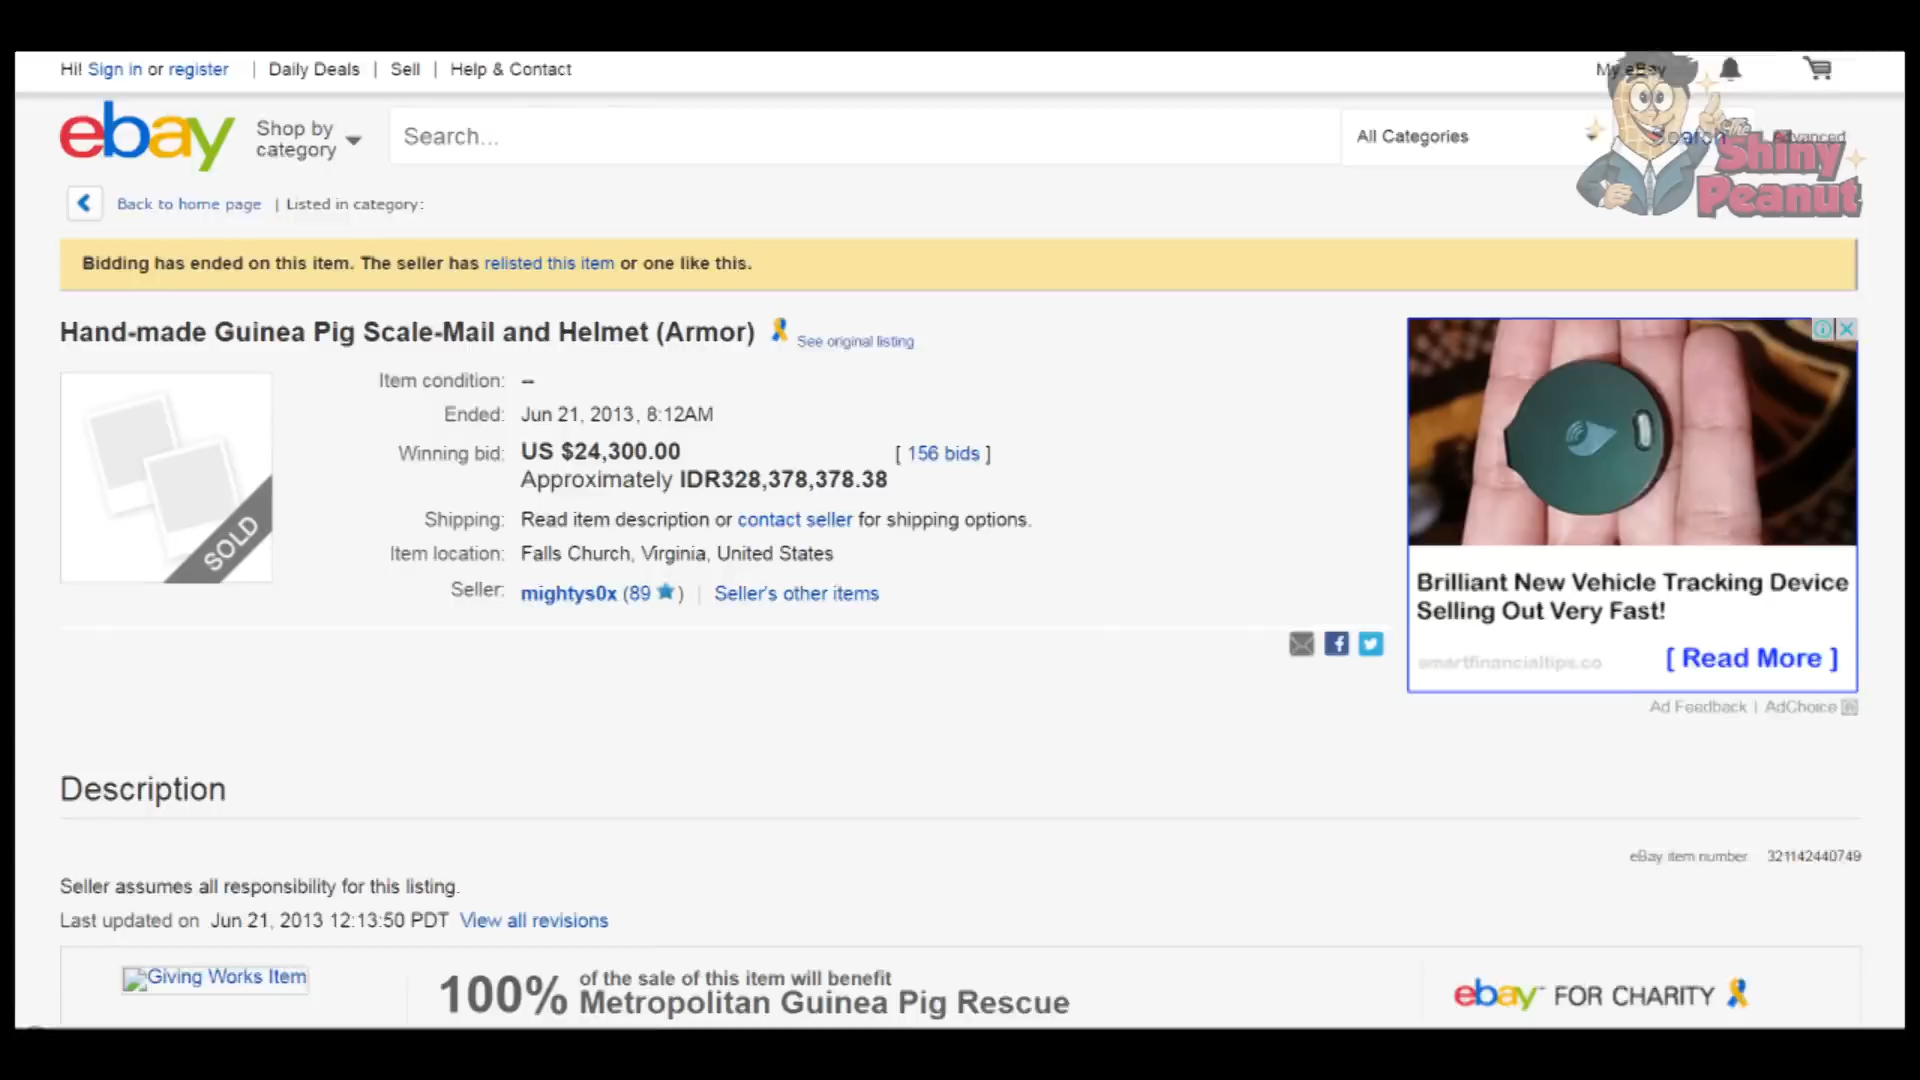 Hi! Sign in or register | Daily Deals | Sell | Help & Contact
My eBay
ebay
Shop by category
Search...
All Categories
Search
Advanced
The Shiny Peanut
Back to home page | Listed in category:
Bidding has ended on this item. The seller has relisted this item or one like this.
Hand-made Guinea Pig Scale-Mail and Helmet (Armor)
See original listing
SOLD
Item condition: --
Ended: Jun 21, 2013, 8:12AM
Winning bid: US $24,300.00 [ 156 bids ]
Approximately IDR328,378,378.38
Shipping: Read item description or contact seller for shipping options.
Item location: Falls Church, Virginia, United States
Seller: mightys0x (89 ) | Seller's other items
Brilliant New Vehicle Tracking Device
Selling Out Very Fast!
smartfinancialtips.co [ Read More ]
Ad Feedback | AdChoice
Description
eBay item number 321142440749
Seller assumes all responsibility for this listing.
Last updated on Jun 21, 2013 12:13:50 PDT View all revisions
Giving Works Item
100% of the sale of this item will benefit
Metropolitan Guinea Pig Rescue
ebay FOR CHARITY